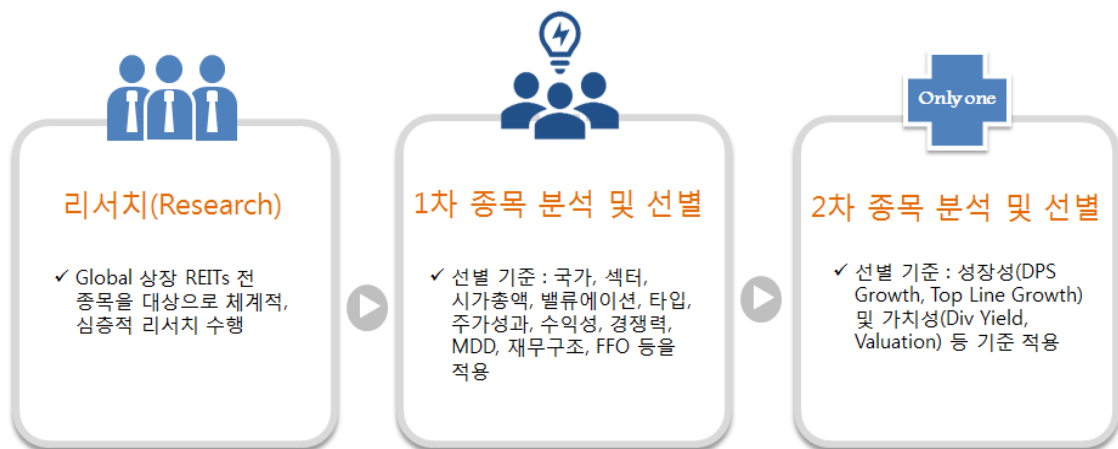 Only one
리서치(Research)
✓ Global 상장 REITs 전
종목을 대상으로 체계적,
심층적 리서치 수행
1차 종목 분석 및 선별
✓ 선별 기준 : 국가, 섹터,
시가총액, 밸류에이션, 타입,
주가성과, 수익성, 경쟁력,
MDD, 재무구조, FFO 등을
적용
2차 종목 분석 및 선별
✓ 선별 기준 : 성장성(DPS
Growth, Top Line Growth)
및 가치성(Div Yield,
Valuation) 등 기준 적용